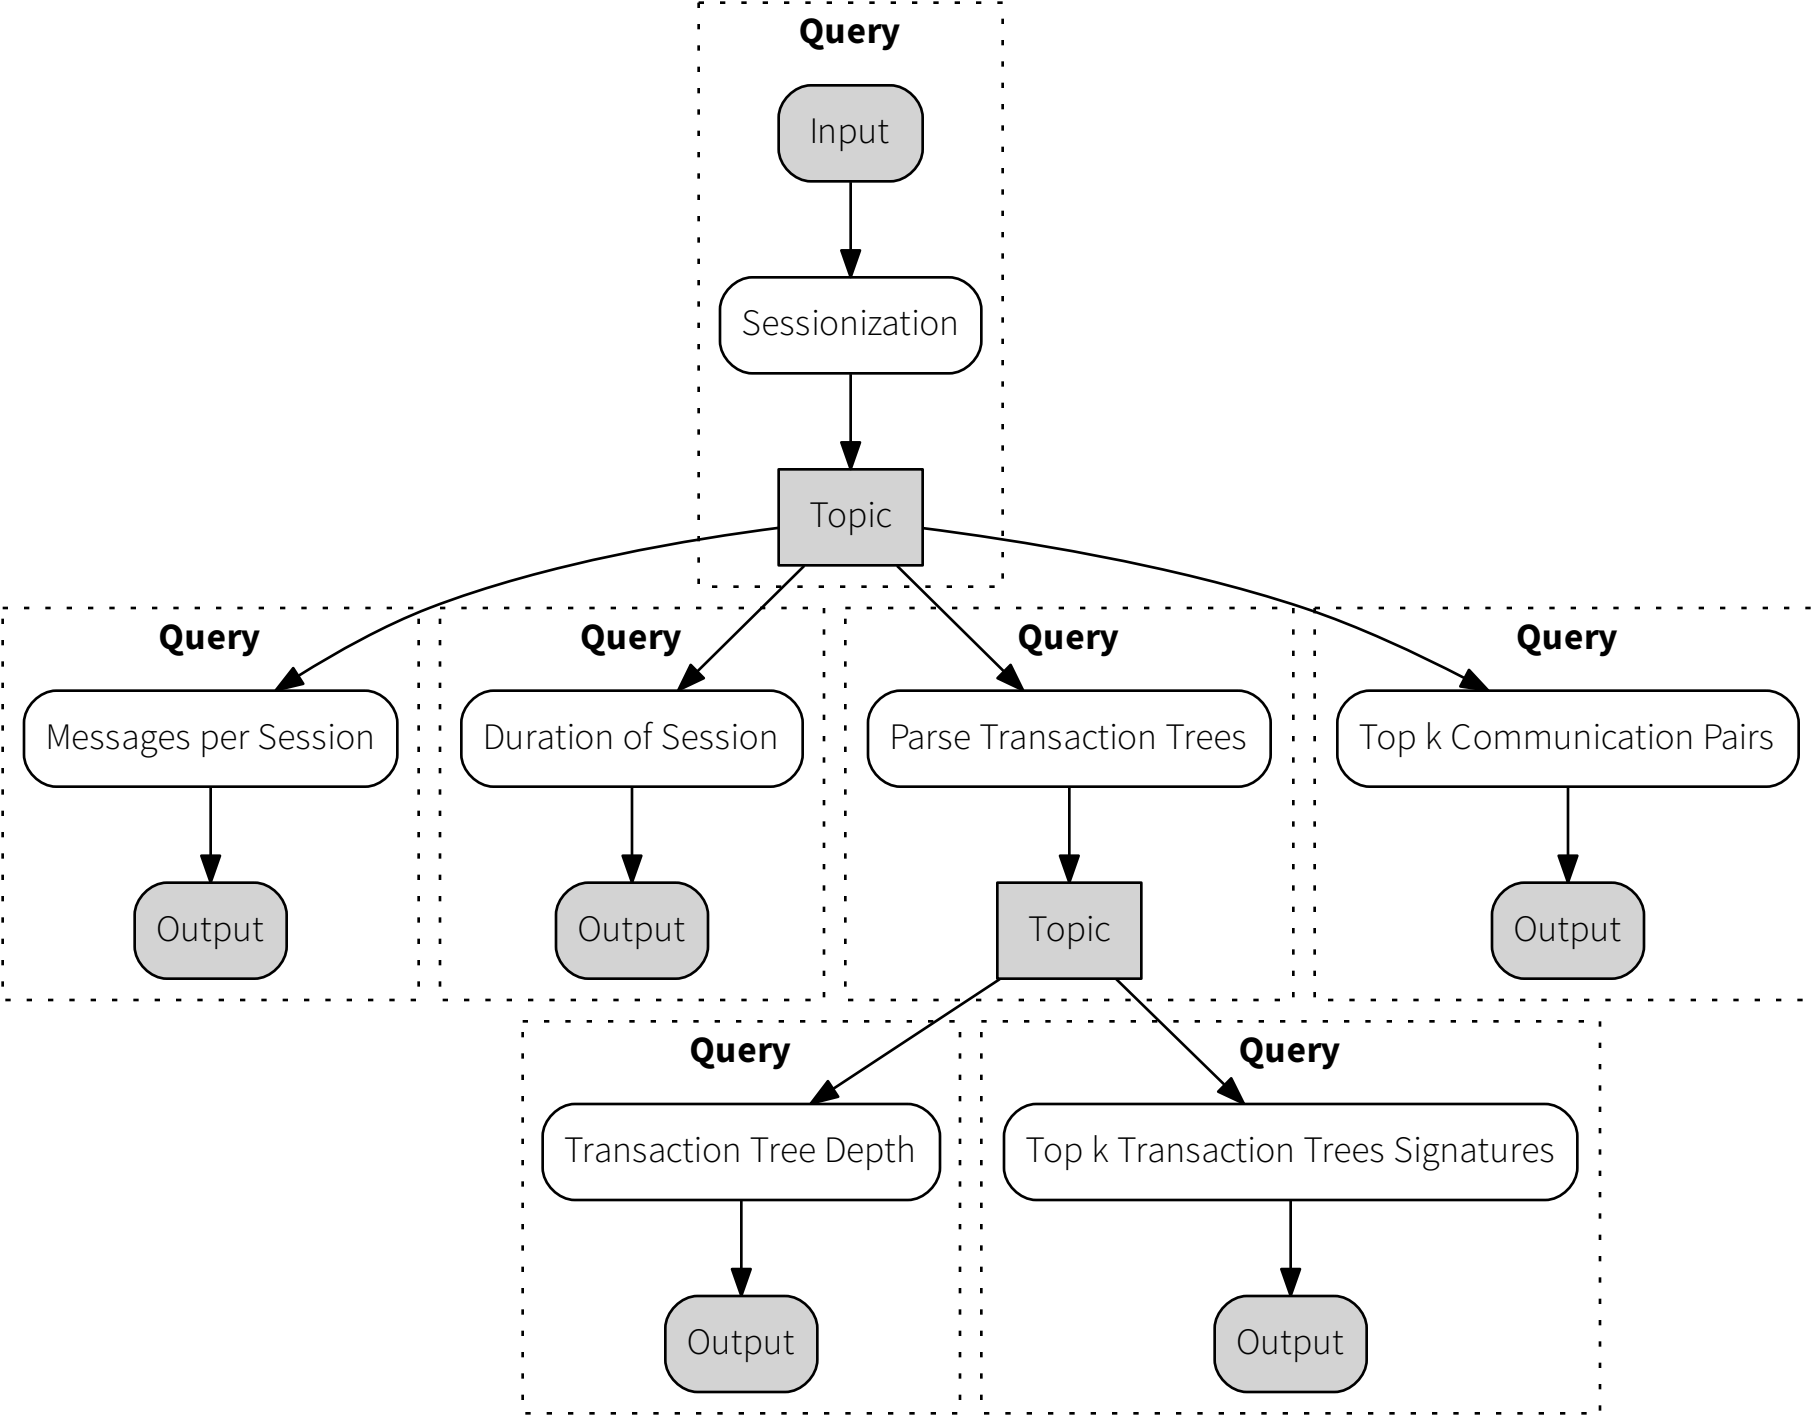 Query
Input
Sessionization
Topic
Query
Query
Query
Query
Messages per Session
Duration of Session
Parse Transaction Trees
Top k Communication Pairs
Output
Output
Topic
Output
Query
Query
Transaction Tree Depth
Top k Transaction Trees Signatures
Output
Output